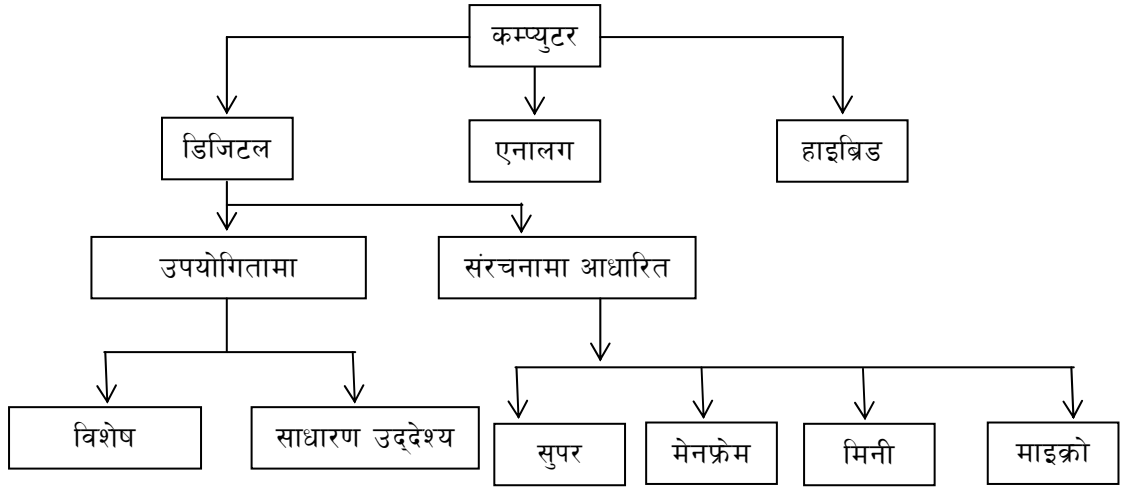 कम्प्युटर
डिजिटल
एनालग
हाइब्रिड
उपयोगितामा
संरचनामा आधारित
विशेष
साधारण उद्‌देश्य
सुपर
मेनफ्रेम
मिनी
माइक्रो